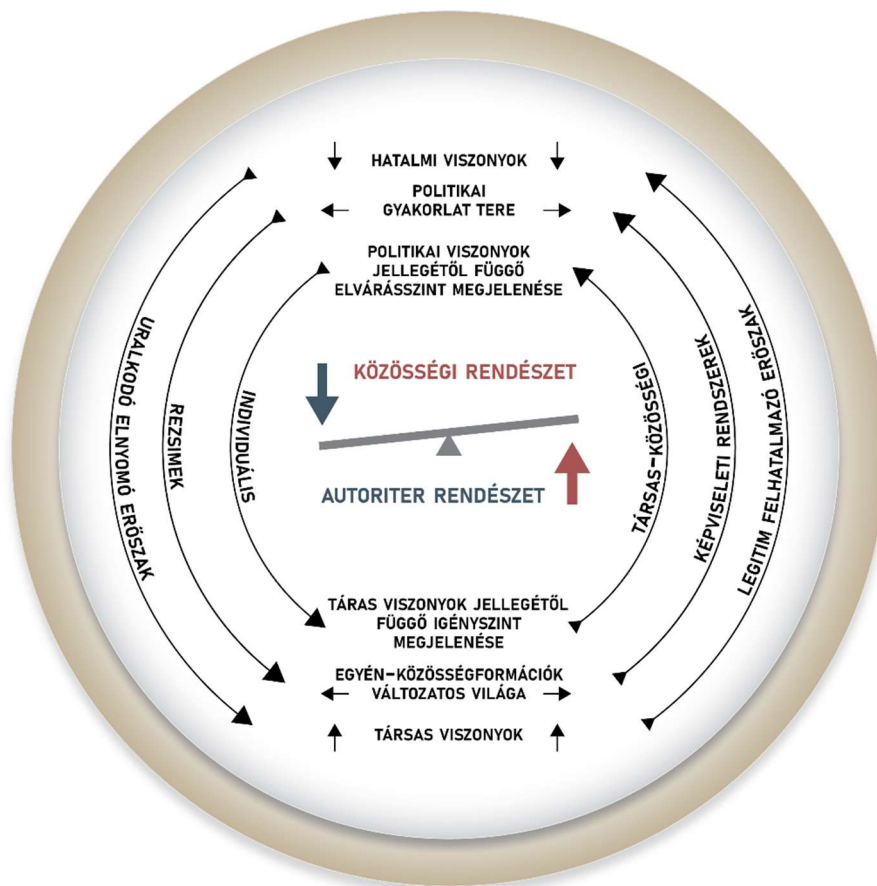 HATALMI VISZONYOK
POLITIKAI
GYAKORLAT TERE
POLITIKAI VISZONYOK
JELLEGÉTŐL FÜGGŐ
ELVÁRÁSSZINT MEGJELENÉSE
URALKODÓ ELNYOMÓ ERŐSZAK
REZSIMEK
INDIVIDUÁLIS
KÖZÖSSÉGI RENDÉSZET
AUTORITER RENDÉSZET
TÁRSAS-KÖZÖSSÉGI
KÉPVISELETI RENDSZEREK
LEGITIM FELHATALMAZÓ ERŐSZAK
TÁRAS VISZONYOK JELLEGÉTŐL
FÜGGŐ IGÉNYSZINT
MEGJELENÉSE
EGYÉN-KÖZÖSSÉGFORMÁCIÓK
VÁLTOZATOS VILÁGA
TÁRSAS VISZONYOK